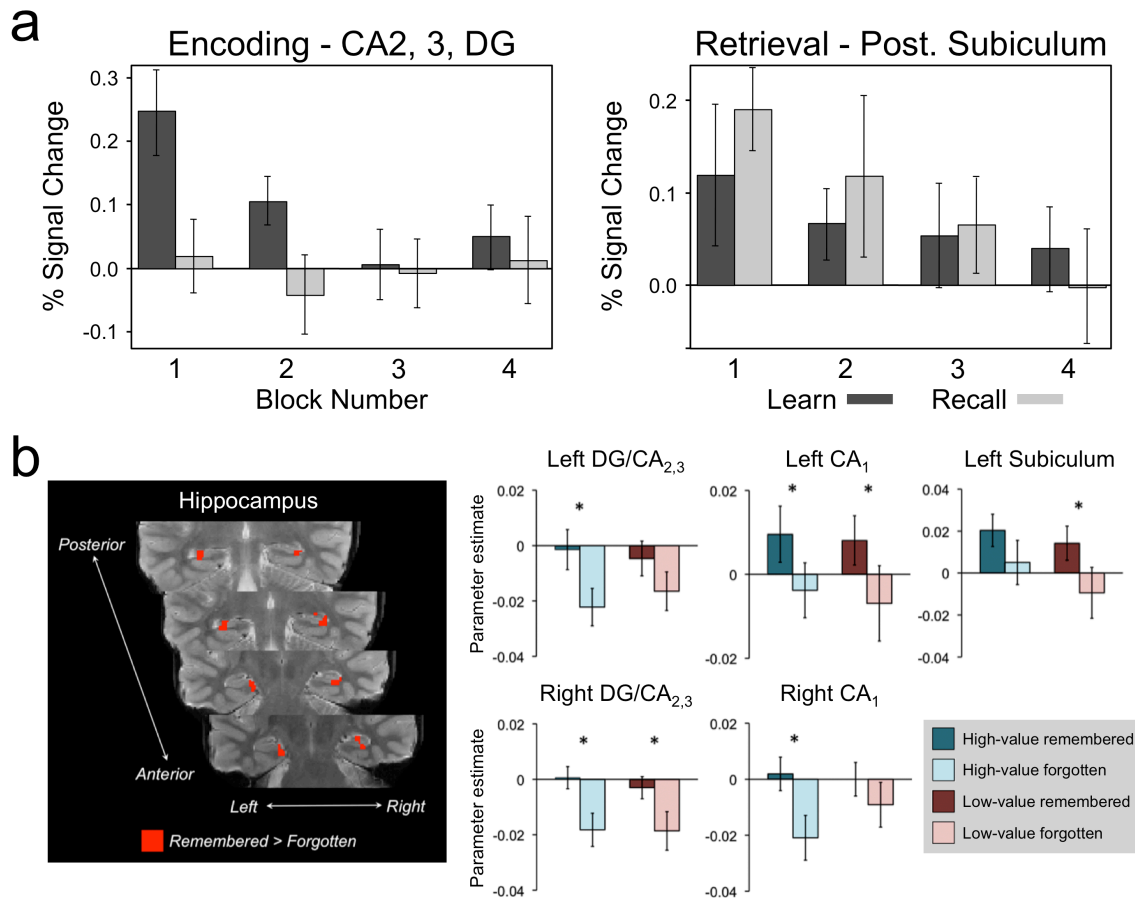 a
Encoding - CA2, 3, DG
% Signal Change
0.3
0.2
0.1
0.0
-0.1
1 2 3 4
Block Number
Retrieval - Post. Subiculum
% Signal Change
0.2
0.1
0.0
1 2 3 4
Learn Recall
b
Hippocampus
Posterior
Anterior
Left Right
Remembered > Forgotten
Left DG/CA2,3
Parameter estimate
0.02
0
-0.02
-0.04
*
Left CA1
0.02
0
-0.02
* *
Left Subiculum
0.04
0.02
0
-0.02
-0.04
*
Right DG/CA2,3
Parameter estimate
0.02
0
-0.02
-0.04
* *
Right CA1
0.02
0
-0.02
-0.04
*
High-value remembered
High-value forgotten
Low-value remembered
Low-value forgotten